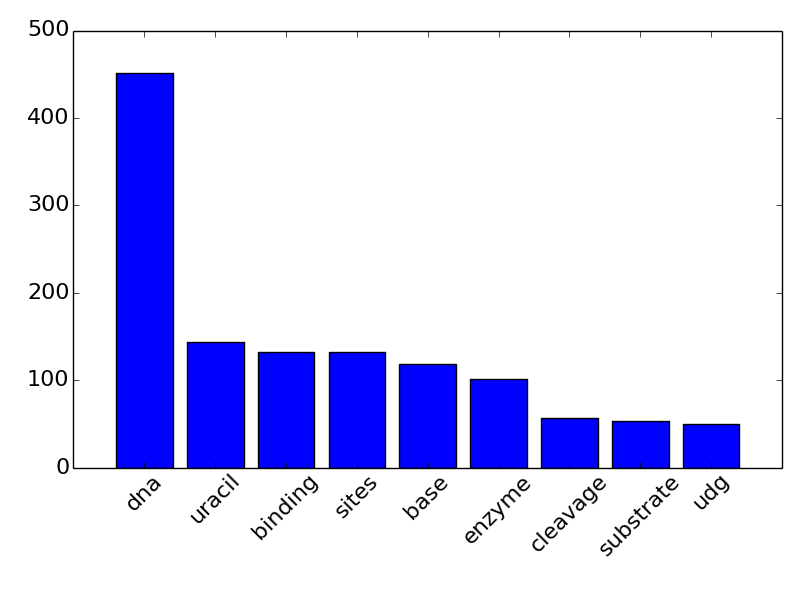 500
400
300
200
100
0
dna
uracil
binding
sites
base
enzyme
cleavage
substrate
udg